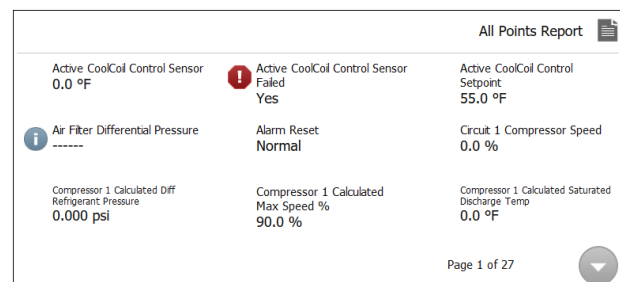 All Points Report
Active CoolCoil Control Sensor
0.0 °F
Active CoolCoil Control Sensor
Failed
Yes
Active CoolCoil Control
Setpoint
55.0 °F
Air Filter Differential Pressure
------
Alarm Reset
Normal
Circuit 1 Compressor Speed
0.0 %
Compressor 1 Calculated Diff
Refrigerant Pressure
0.000 psi
Compressor 1 Calculated
Max Speed %
90.0 %
Compressor 1 Calculated Saturated
Discharge Temp
0.0 °F
Page 1 of 27